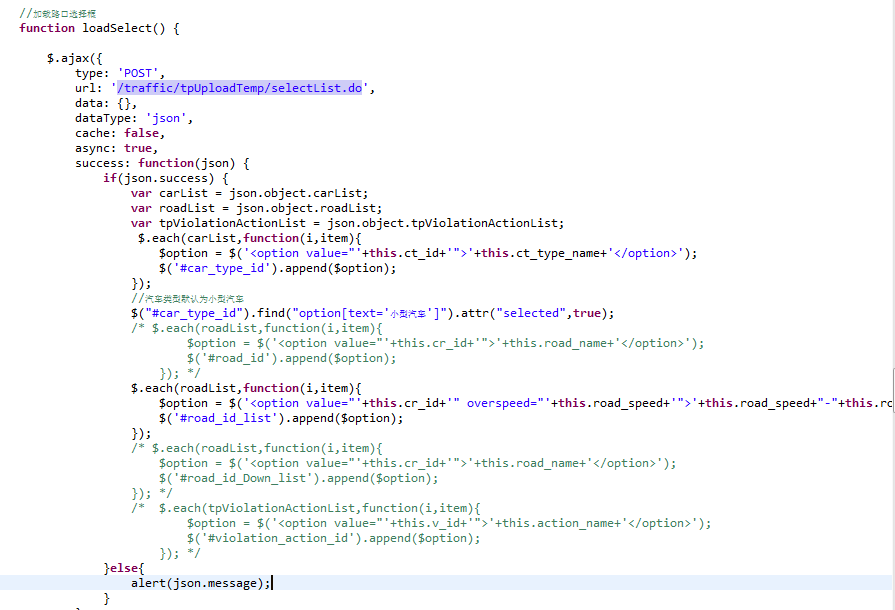 //加载路口选择框
function loadSelect() {
$.ajax({
type: 'POST',
url: '/traffic/tpUploadTemp/selectList.do',
data: {},
dataType: 'json',
cache: false,
async: true,
success: function(json) {
if(json.success) {
var carList = json.object.carList;
var roadList = json.object.roadList;
var tpViolationActionList = json.object.tpViolationActionList;
$.each(carList,function(i,item){
$option = $('<option value="'+this.ct_id+'">'+this.ct_type_name+'</option>');
$('#car_type_id').append($option);
});
//汽车类型默认为小型汽车
$("#car_type_id").find("option[text='小型汽车']").attr("selected",true);
/* $.each(roadList,function(i,item){
$option = $('<option value="'+this.cr_id+'">'+this.road_name+'</option>');
$('#road_id').append($option);
}); */
$.each(roadList,function(i,item){
$option = $('<option value="'+this.cr_id+'" overspeed="'+this.road_speed+'">'+this.road_speed+"-"+this.rc
$('#road_id_list').append($option);
});
/* $.each(roadList,function(i,item){
$option = $('<option value="'+this.cr_id+'">'+this.road_name+'</option>');
$('#road_id_Down_list').append($option);
}); */
/* $.each(tpViolationActionList,function(i,item){
$option = $('<option value="'+this.v_id+'">'+this.action_name+'</option>');
$('#violation_action_id').append($option);
}); */
}else{
alert(json.message);
}